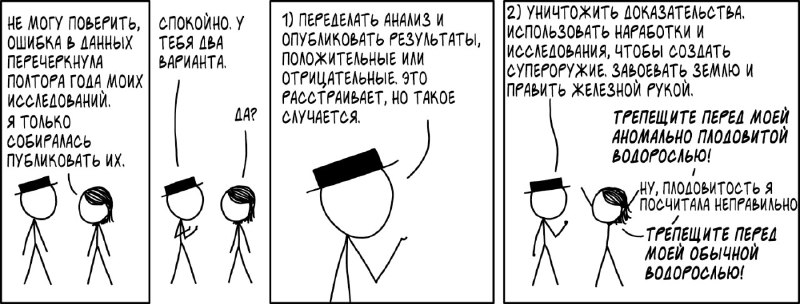 НЕ МОГУ ПОВЕРИТЬ,
ОШИБКА В ДАННЫХ
ПЕРЕЧЕРКНУЛА
ПОЛТОРА ГОДА МОИХ
ИССЛЕДОВАНИЙ.
Я ТОЛЬКО
СОБИРАЛАСЬ
ПУБЛИКОВАТЬ ИХ.
СПОКОЙНО. У
ТЕБЯ ДВА
ВАРИАНТА.
ДА?
1) ПЕРЕДЕЛАТЬ АНАЛИЗ И
ОПУБЛИКОВАТЬ РЕЗУЛЬТАТЫ,
ПОЛОЖИТЕЛЬНЫЕ ИЛИ
ОТРИЦАТЕЛЬНЫЕ. ЭТО
РАССТРАИВАЕТ, НО ТАКОЕ
СЛУЧАЕТСЯ.
2) УНИЧТОЖИТЬ ДОКАЗАТЕЛЬСТВА.
ИСПОЛЬЗОВАТЬ НАРАБОТКИ И
ИССЛЕДОВАНИЯ, ЧТОБЫ СОЗДАТЬ
СУПЕРОРУЖИЕ. ЗАВОЕВАТЬ ЗЕМЛЮ И
ПРАВИТЬ ЖЕЛЕЗНОЙ РУКОЙ.
ТРЕПЕЩИТЕ ПЕРЕД МОЕЙ
АНОМАЛЬНО ПЛОДОВИТОЙ
ВОДОРОСЛЬЮ!
НУ, ПЛОДОВИТОСТЬ Я
ПОСЧИТАЛА НЕПРАВИЛЬНО
ТРЕПЕЩИТЕ ПЕРЕД
МОЕЙ ОБЫЧНОЙ
ВОДОРОСЛЬЮ!